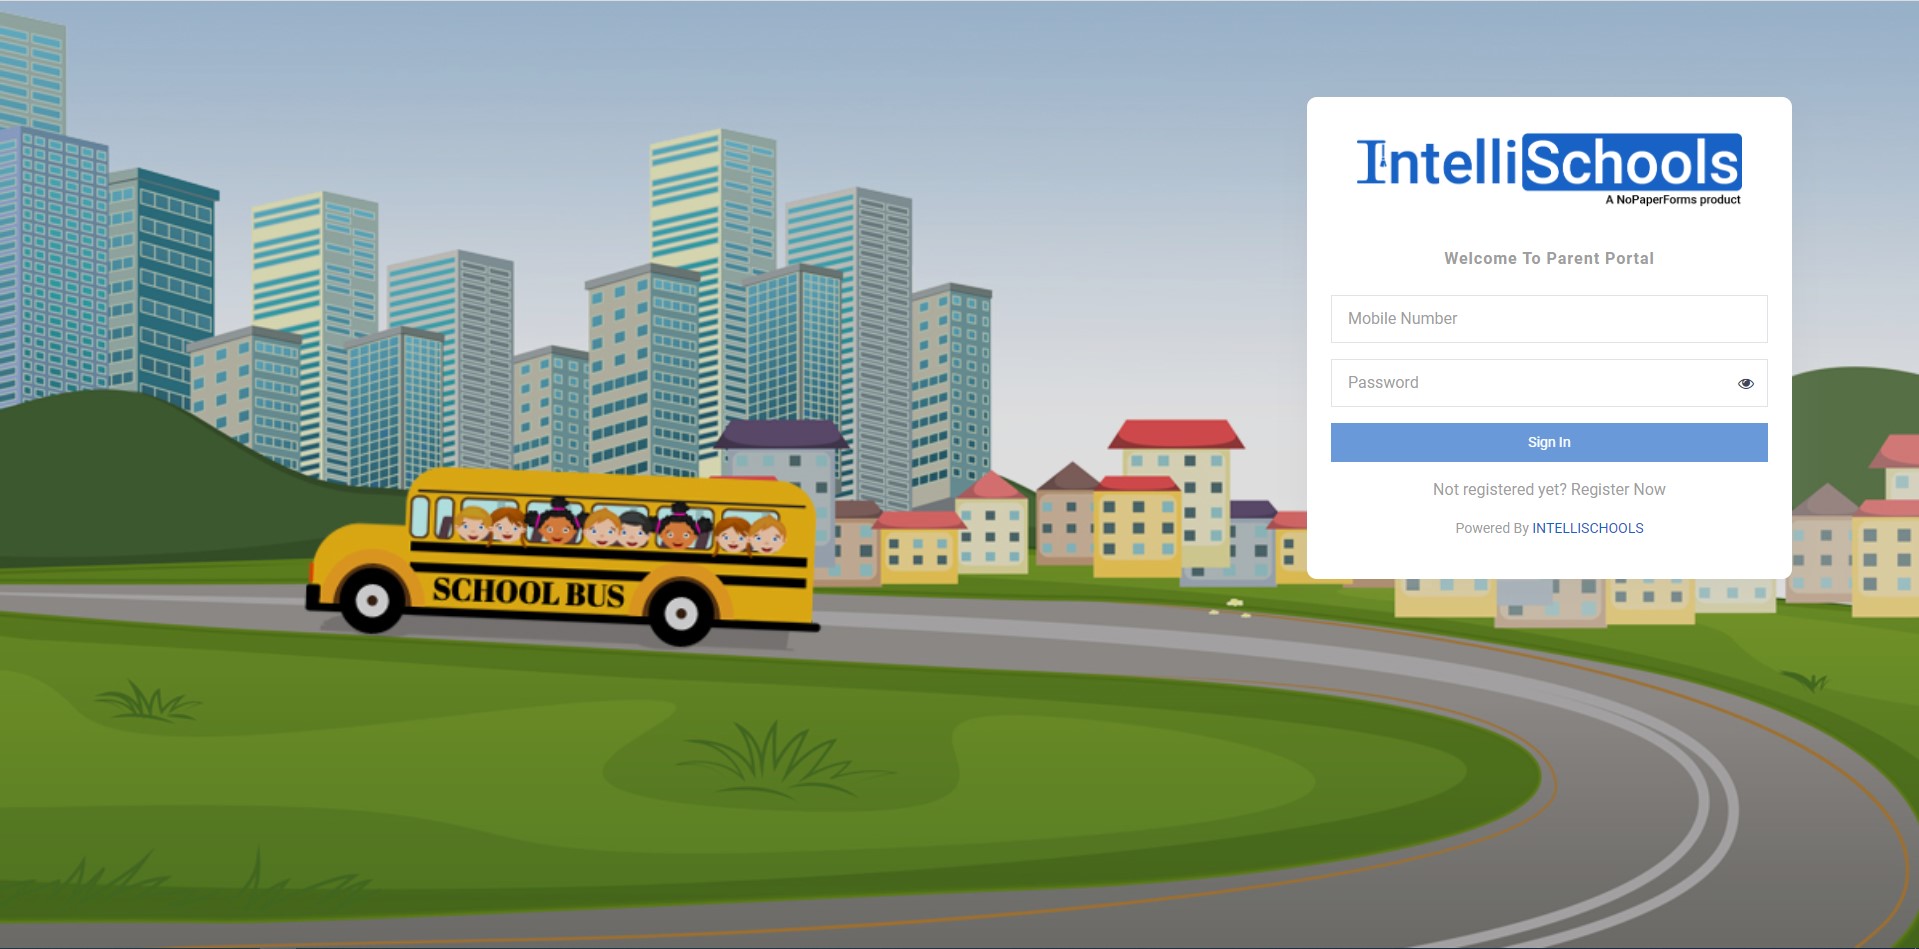 IntelliSchools
A NoPaperForms product
Welcome To Parent Portal
Mobile Number
Password
Sign In
Not registered yet? Register Now
Powered By INTELLISCHOOLS
SCHOOL BUS